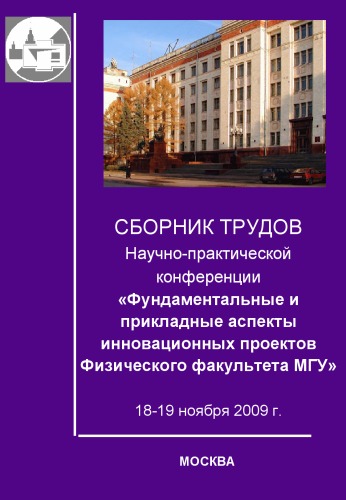 СБОРНИК ТРУДОВ
Научно-практической
конференции
«Фундаментальные и
прикладные аспекты
инновационных проектов
Физического факультета МГУ»
18-19 ноября 2009 г.
МОСКВА